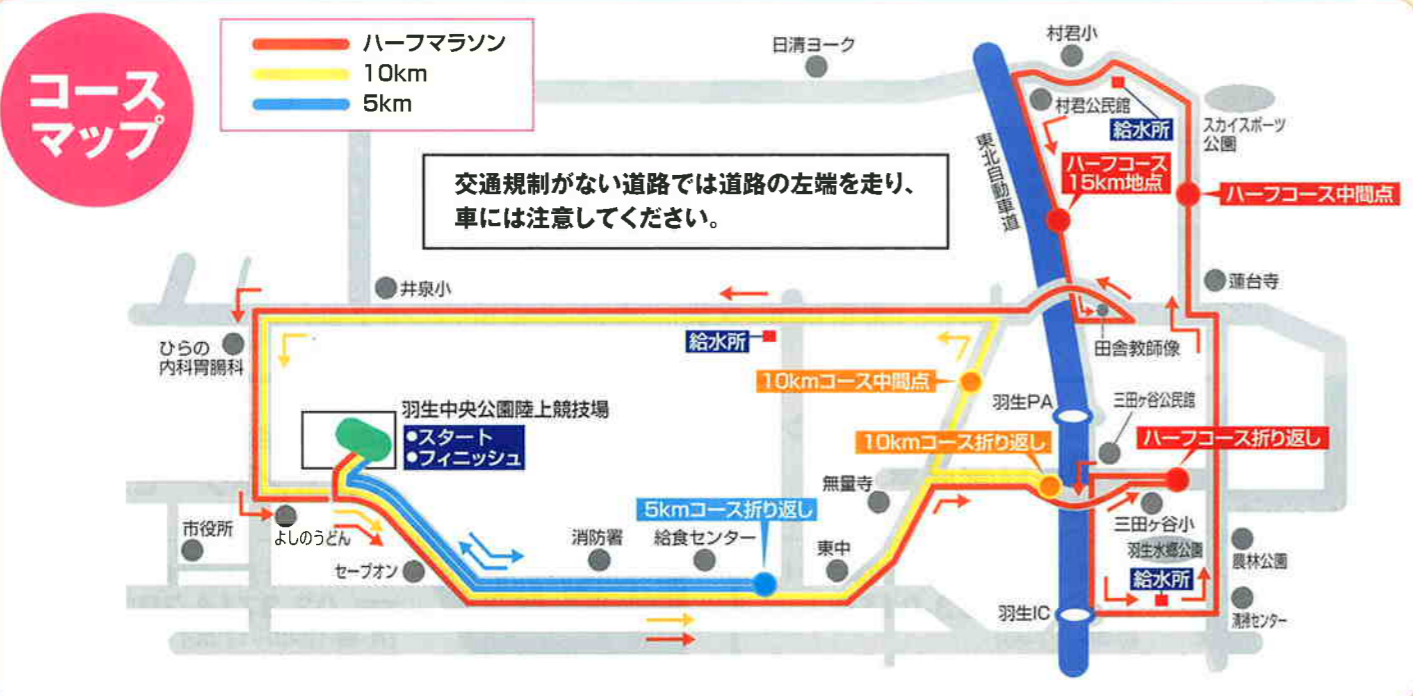 コース
マップ
ハーフマラソン
10km
5km
交通規制がない道路では道路の左端を走り、
車には注意してください。
日清ヨーク
村君小
村君公民館
給水所
スカイスポーツ
公園
東北自動車道
ハーフコース
15km地点
ハーフコース中間点
井泉小
蓮台寺
ひらの
内科胃腸科
給水所
田舎教師像
10kmコース中間点
羽生PA
三田ヶ谷公民館
羽生中央公園陸上競技場
●スタート
●フィニッシュ
10kmコース折り返し
ハーフコース折り返し
無量寺
5kmコース折り返し
三田ヶ谷小
市役所
よしのうどん
消防署
給食センター
東中
羽生水郷公園
農林公園
セーブオン
給水所
羽生IC
清掃センター